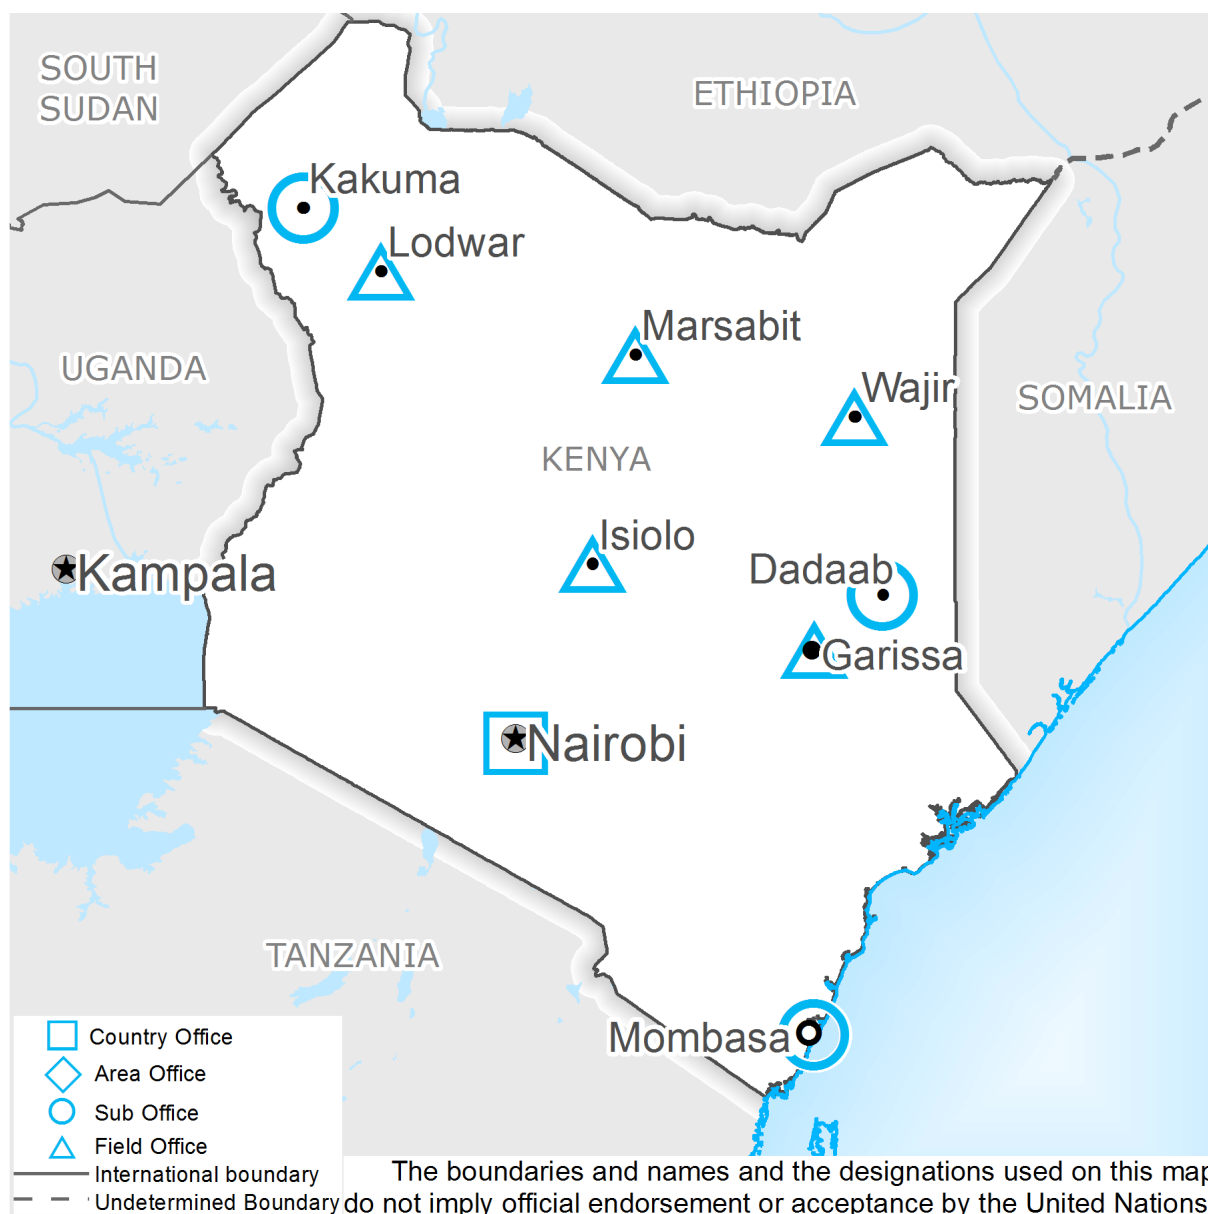 SOUTH
SUDAN
ETHIOPIA
Kakuma
Lodwar
Marsabit
UGANDA
Wajir
SOMALIA
KENYA
Isiolo
Dadaab
Kampala
Garissa
Nairobi
TANZANIA
Mombasa
Country Office
Area Office
Sub Office
Field Office
International boundary
Undetermined Boundary
The boundaries and names and the designations used on this map
do not imply official endorsement or acceptance by the United Nations.